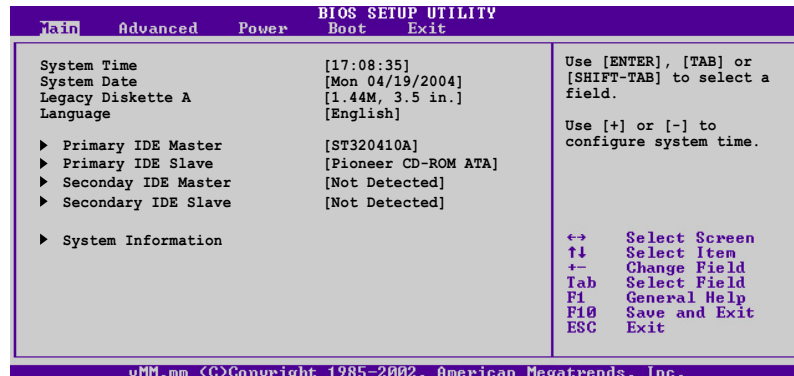 BIOS SETUP UTILITY
Main Advanced Power Boot Exit
System Time [17:08:35]
System Date [Mon 04/19/2004]
Legacy Diskette A [1.44M, 3.5 in.]
Language [English]
Primary IDE Master [ST320410A]
Primary IDE Slave [Pioneer CD-ROM ATA]
Seconday IDE Master [Not Detected]
Secondary IDE Slave [Not Detected]
System Information
Use [ENTER], [TAB] or
[SHIFT-TAB] to select a
field.
Use [+] or [-] to
configure system time.
←→ Select Screen
↑↓ Select Item
+- Change Field
Tab Select Field
F1 General Help
F10 Save and Exit
ESC Exit
vMM.mm (C)Copyright 1985-2002, American Megatrends, Inc.